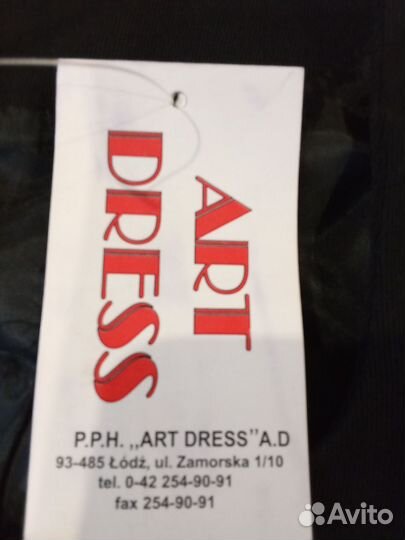 ART
DRESS
P.P.H. ,,ART DRESS" A.D
93-485 Łódź, ul. Zamorska 1/10
tel. 0-42 254-90-91
fax 254-90-91
Avito